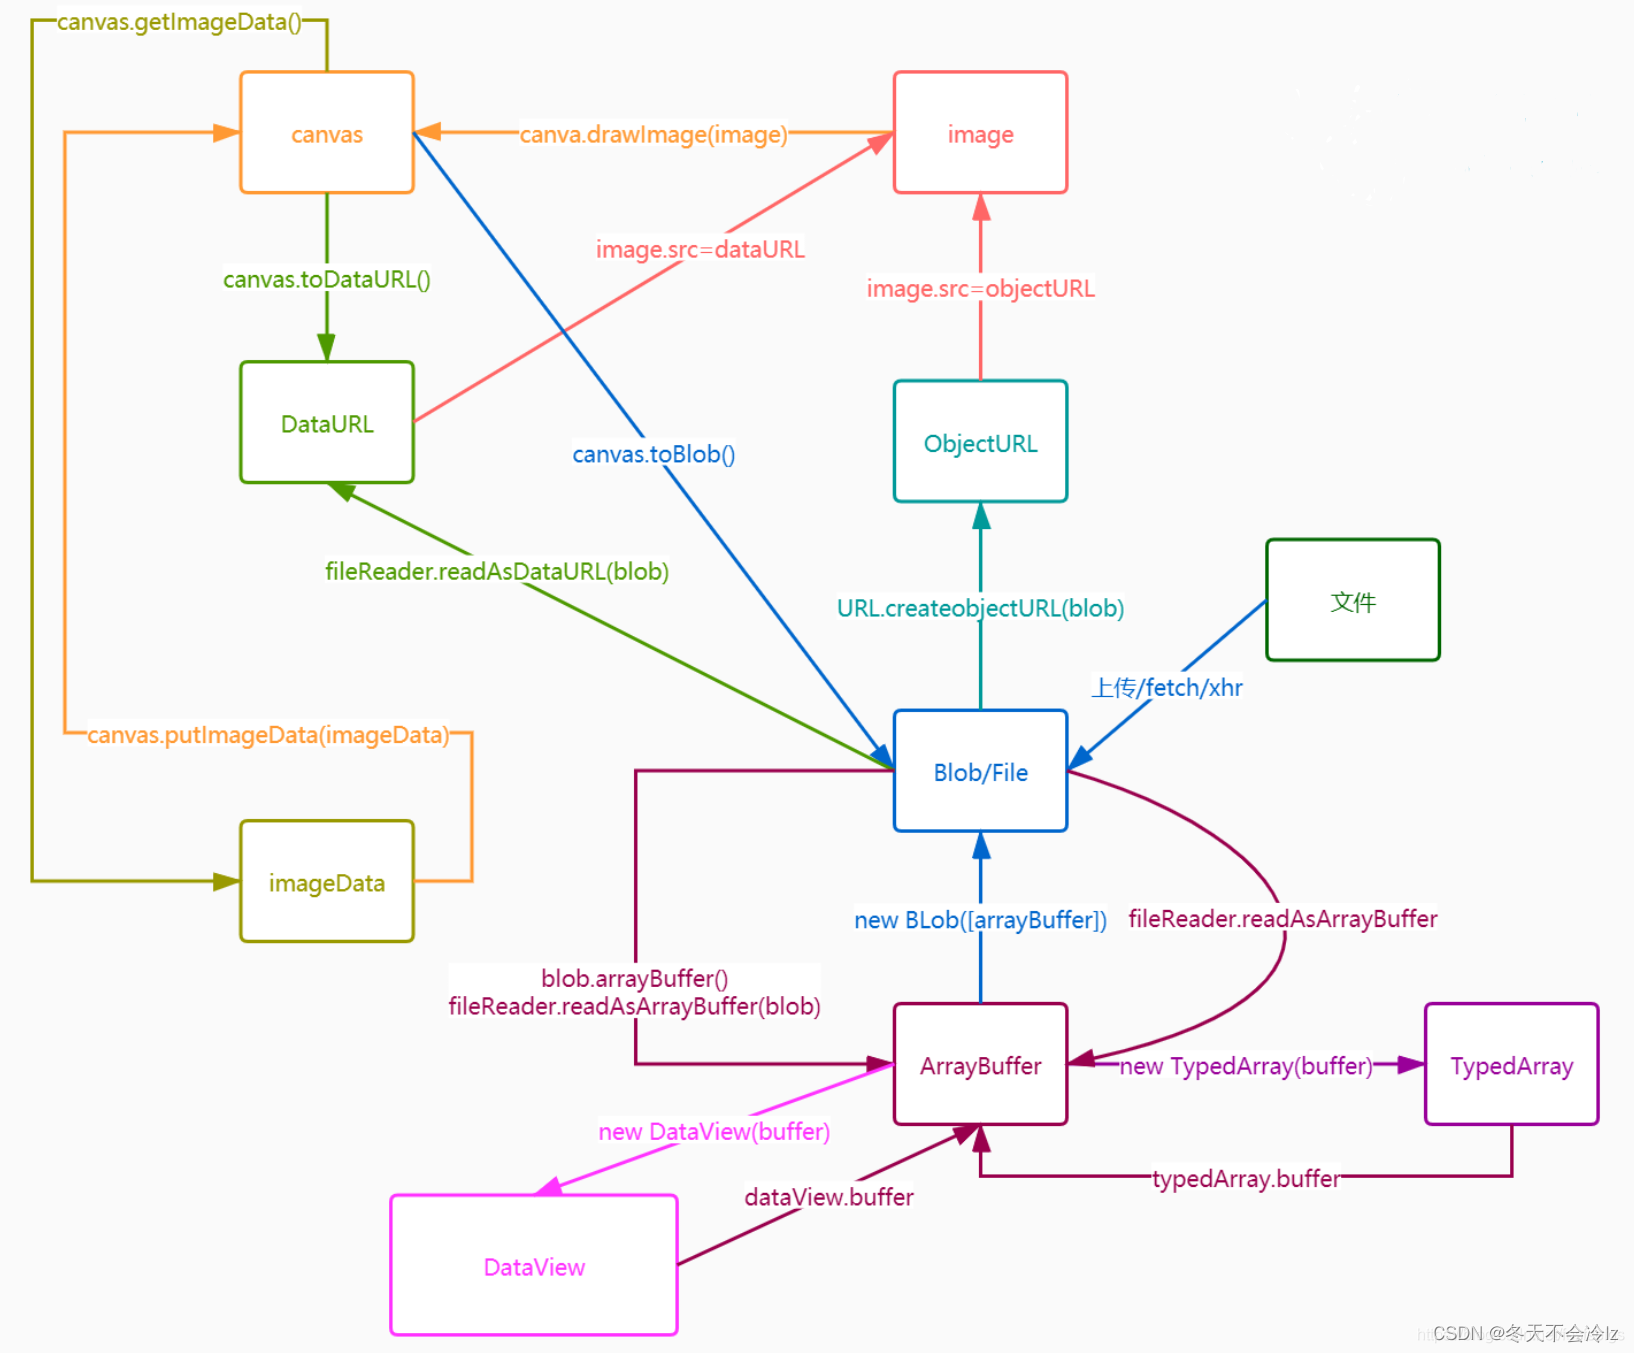 canvas.getImageData()
canvas
canva.drawImage(image)
image
image.src=dataURL
canvas.toDataURL()
image.src=objectURL
DataURL
ObjectURL
canvas.toBlob()
fileReader.readAsDataURL(blob)
文件
URL.createobjectURL(blob)
上传/fetch/xhr
canvas.putImageData(imageData)
Blob/File
imageData
new BLob([arrayBuffer])
fileReader.readAsArrayBuffer
blob.arrayBuffer()
fileReader.readAsArrayBuffer(blob)
ArrayBuffer
new TypedArray(buffer)
TypedArray
new DataView(buffer)
dataView.buffer
typedArray.buffer
DataView
CSDN @冬天不会冷lz